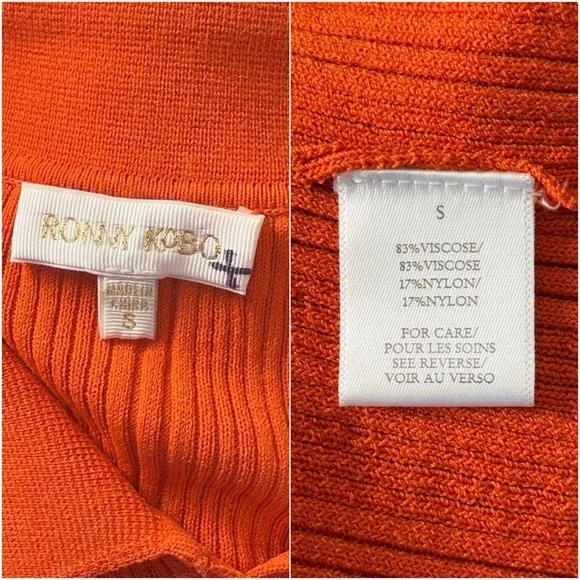 RONNY KOBO
MADE IN
CHINA
S
S
83%VISCOSE/
83%VISCOSE
17%NYLON/
17%NYLON
FOR CARE/
POUR LES SOINS
SEE REVERSE/
VOIR AU VERSO